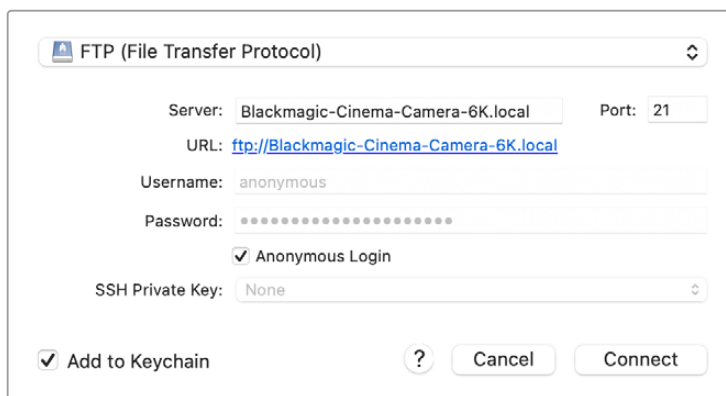 FTP (File Transfer Protocol)
Server: Blackmagic-Cinema-Camera-6K.local Port: 21
URL: ftp://Blackmagic-Cinema-Camera-6K.local
Username: anonymous
Password: ●●●●●●●●●●●●●●●●●●●●●
Anonymous Login
SSH Private Key: None
Add to Keychain ? Cancel Connect